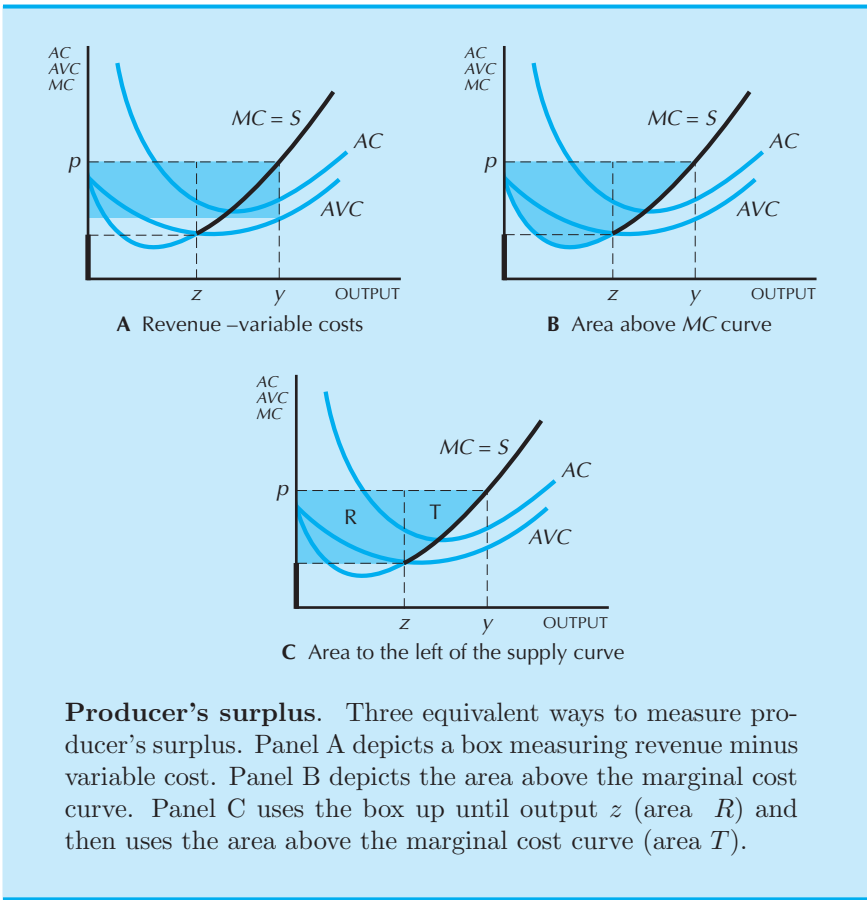 AC
AVC
MC
MC = S
AC
p
AVC
z
y
OUTPUT
A Revenue –variable costs
AC
AVC
MC
MC = S
AC
p
AVC
z
y
OUTPUT
B Area above MC curve
AC
AVC
MC
MC = S
AC
p
R
T
AVC
z
y
OUTPUT
C Area to the left of the supply curve
Producer's surplus. Three equivalent ways to measure pro-
ducer's surplus. Panel A depicts a box measuring revenue minus
variable cost. Panel B depicts the area above the marginal cost
curve. Panel C uses the box up until output z (area R) and
then uses the area above the marginal cost curve (area T).